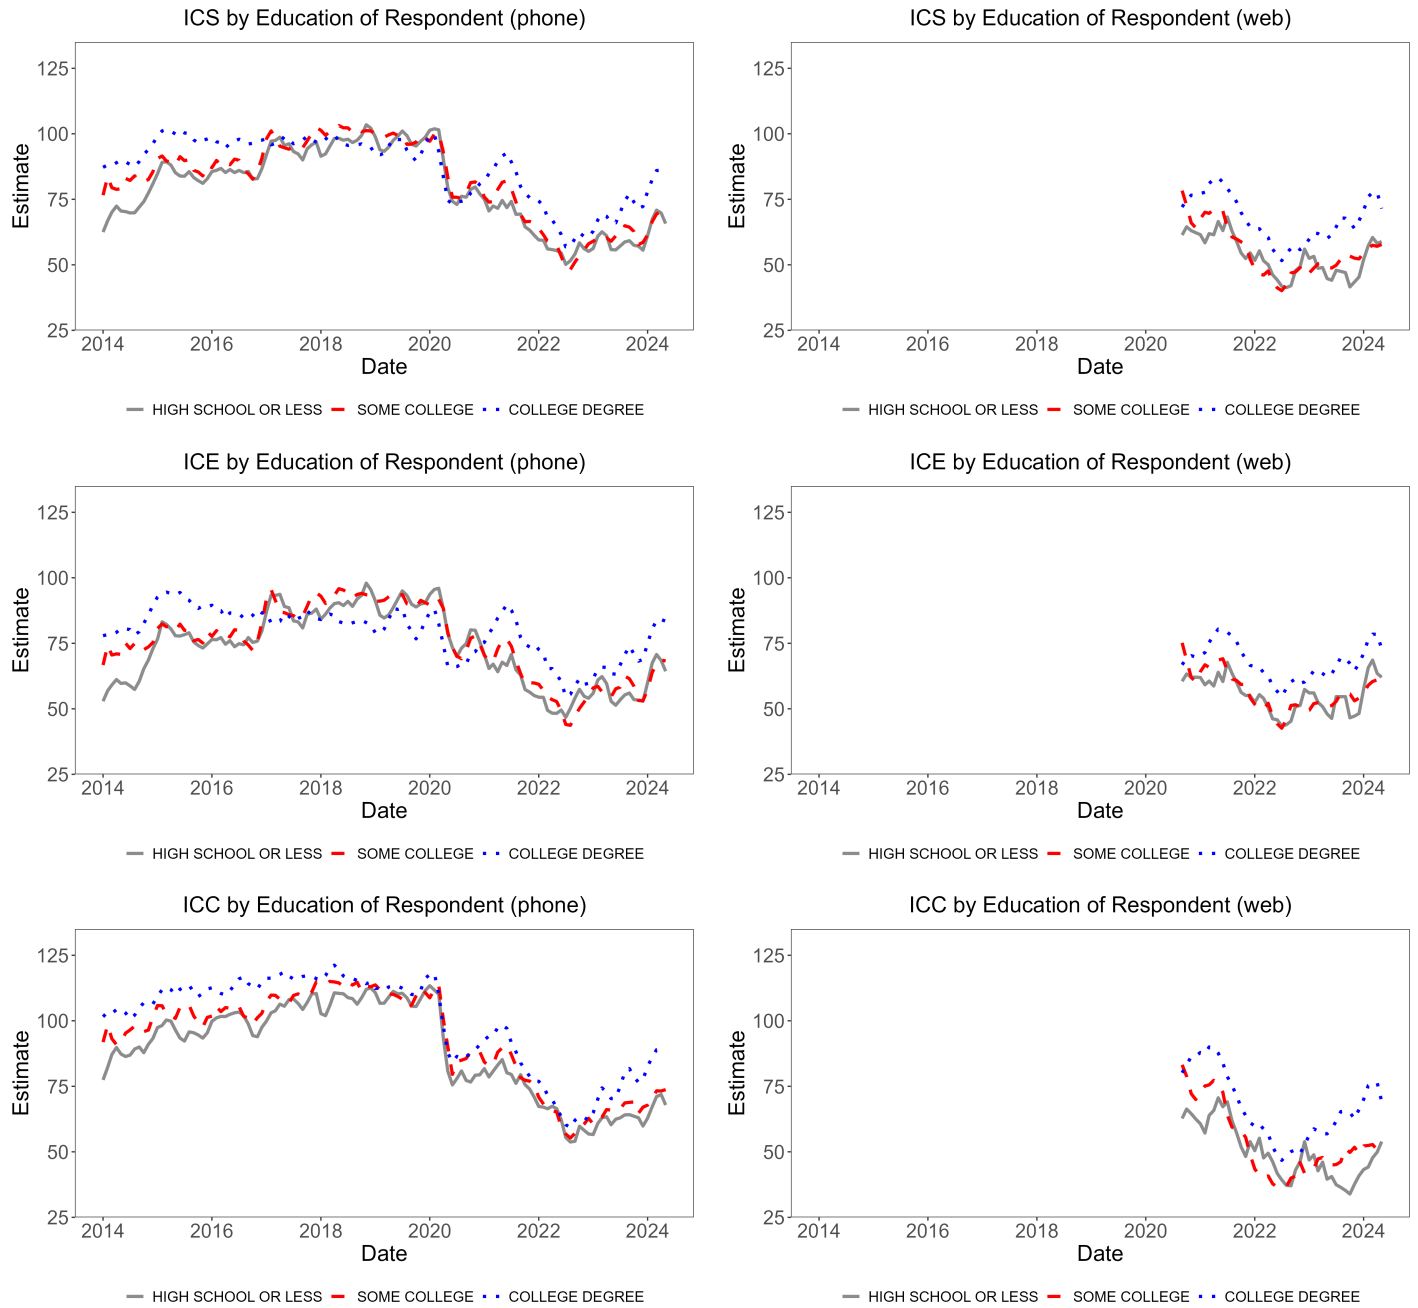 ICS by Education of Respondent (phone)
125
100
75
50
25
Estimate
2014 2016 2018 2020 2022 2024
Date
HIGH SCHOOL OR LESS SOME COLLEGE COLLEGE DEGREE
ICS by Education of Respondent (web)
125
100
75
50
25
Estimate
2014 2016 2018 2020 2022 2024
Date
HIGH SCHOOL OR LESS SOME COLLEGE COLLEGE DEGREE
ICE by Education of Respondent (phone)
125
100
75
50
25
Estimate
2014 2016 2018 2020 2022 2024
Date
HIGH SCHOOL OR LESS SOME COLLEGE COLLEGE DEGREE
ICE by Education of Respondent (web)
125
100
75
50
25
Estimate
2014 2016 2018 2020 2022 2024
Date
HIGH SCHOOL OR LESS SOME COLLEGE COLLEGE DEGREE
ICC by Education of Respondent (phone)
125
100
75
50
25
Estimate
2014 2016 2018 2020 2022 2024
Date
HIGH SCHOOL OR LESS SOME COLLEGE COLLEGE DEGREE
ICC by Education of Respondent (web)
125
100
75
50
25
Estimate
2014 2016 2018 2020 2022 2024
Date
HIGH SCHOOL OR LESS SOME COLLEGE COLLEGE DEGREE